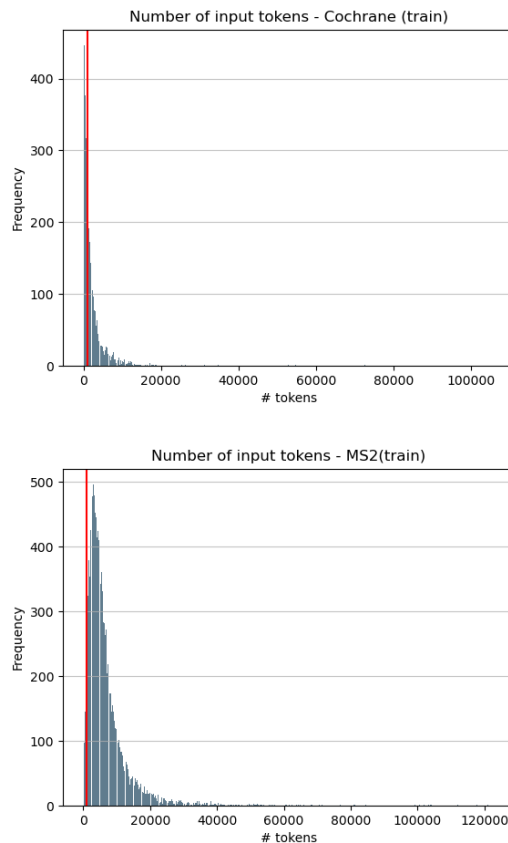 Number of input tokens - Cochrane (train)
400
300
200
100
0
Frequency
0 20000 40000 60000 80000 100000
# tokens
Number of input tokens - MS2(train)
500
400
300
200
100
0
Frequency
0 20000 40000 60000 80000 100000 120000
# tokens